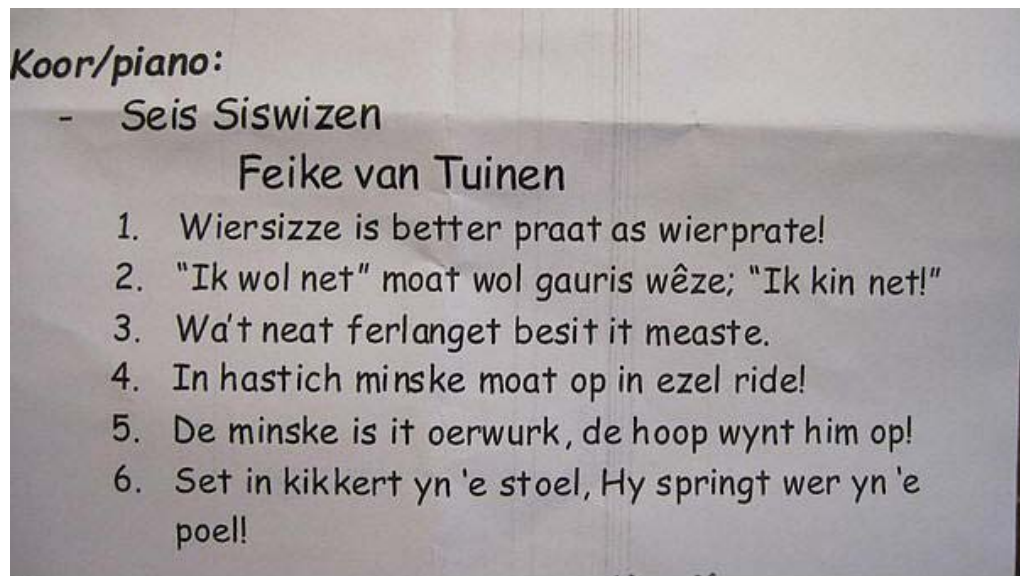 Koor/piano:
- Seis Siswizen
Feike van Tuinen
1. Wiersizze is better praat as wierprate!
2. "Ik wol net" moat wol gauris wêze; "Ik kin net!"
3. Wa't neat ferlanget besit it measte.
4. In hastich minske moat op in ezel ride!
5. De minske is it oerwurk, de hoop wynt him op!
6. Set in kikkert yn 'e stoel, Hy springt wer yn 'e
poel!